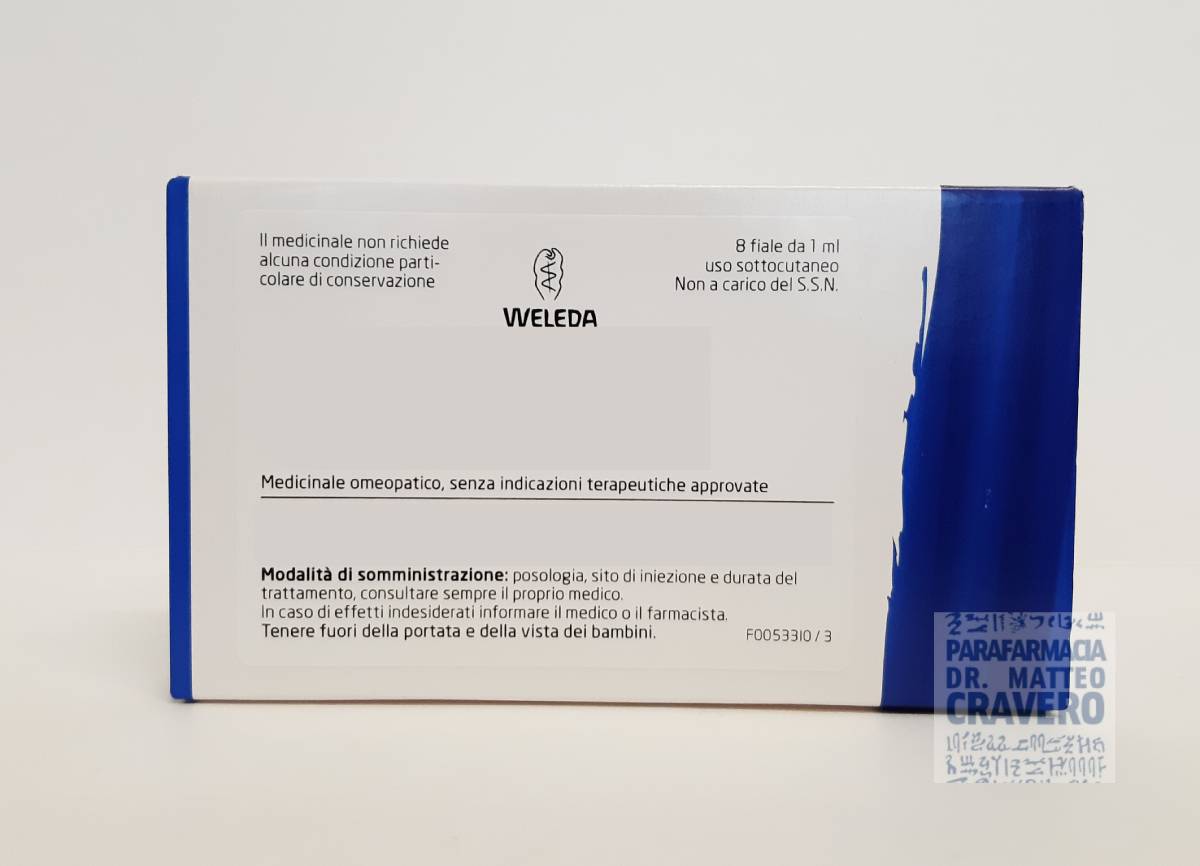 Il medicinale non richiede
alcuna condizione parti-
colare di conservazione
WELEDA
8 fiale da 1 ml
uso sottocutaneo
Non a carico del S.S.N.
Medicinale omeopatico, senza indicazioni terapeutiche approvate
Modalità di somministrazione: posologia, sito di iniezione e durata del
trattamento, consultare sempre il proprio medico.
In caso di effetti indesiderati informare il medico o il farmacista.
Tenere fuori della portata e della vista dei bambini.
F0053310 / 3
PARAFARMACIA
DR. MATTEO
CRAVERO